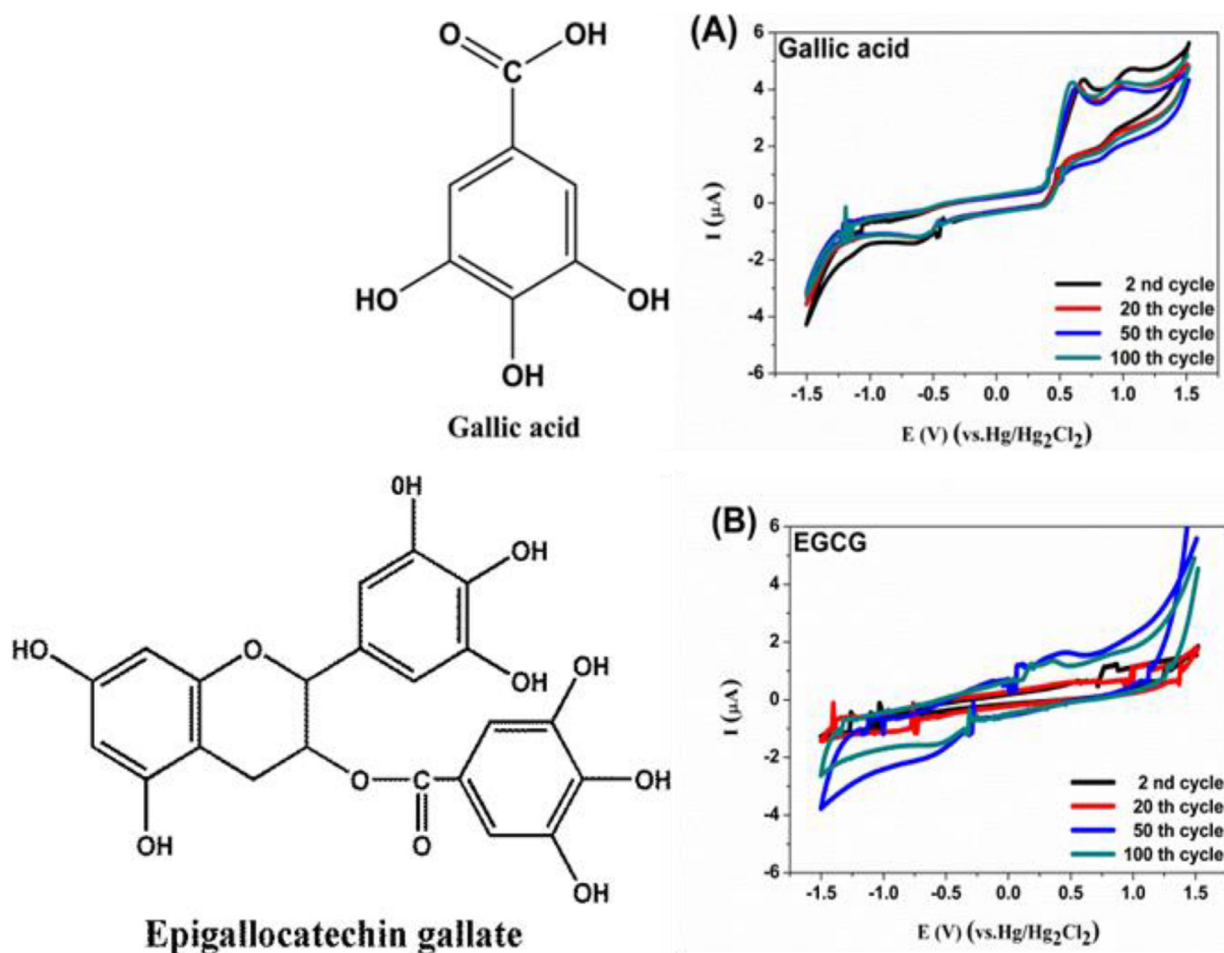 O
OH
C
HO
OH
OH
Gallic acid
(A)
Gallic acid
6
4
2
0
-2
-4
-6
I (µA)
2 nd cycle
20 th cycle
50 th cycle
100 th cycle
-1.5 -1.0 -0.5 0.0 0.5 1.0 1.5
E (V) (vs.Hg/Hg₂Cl₂)
0H
OH
HO
O
OH
OH
O
C
OH
OH
O
OH
Epigallocatechin gallate
(B)
EGCG
6
4
2
0
-2
-4
-6
I (µA)
2 nd cycle
20 th cycle
50 th cycle
100 th cycle
-1.5 -1.0 -0.5 0.0 0.5 1.0 1.5
E (V) (vs.Hg/Hg₂Cl₂)